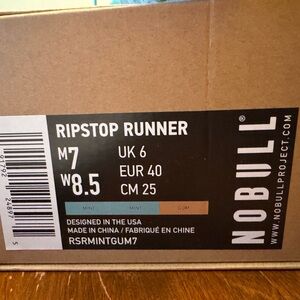 RIPSTOP RUNNER
M7 UK 6
W8.5 EUR 40
CM 25
MINT MINT GUM
DESIGNED IN THE USA
MADE IN CHINA / FABRIQUÉ EN CHINE
RSRMINTGUM7
NOBULL®
WWW.NOBULLPROJECT.COM